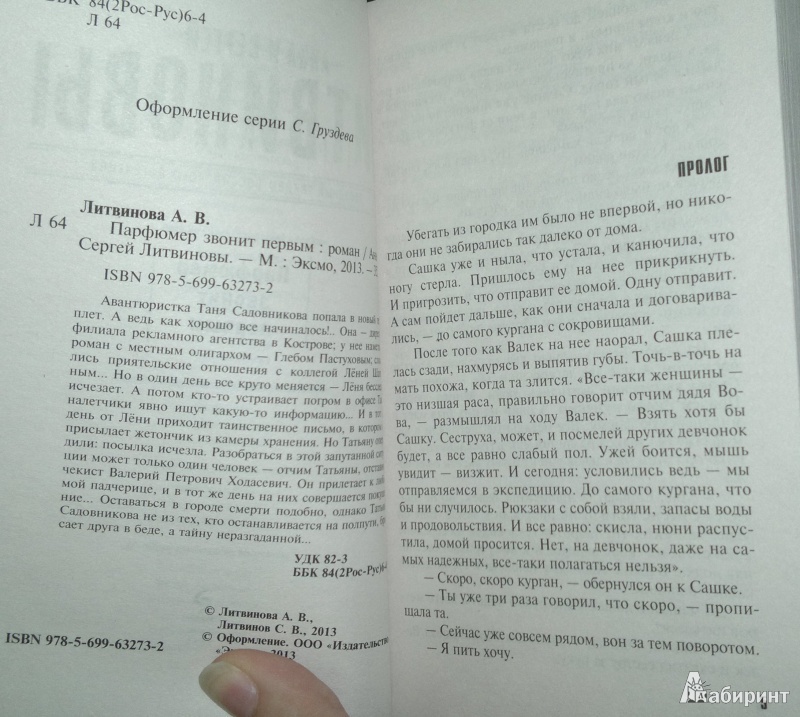 ББК 84(2Рос-Рус)6-4
Л 64
Оформление серии С. Груздева
Литвинова А. В.
Л 64
Парфюмер звонит первым : роман /
Сергей Литвиновы. — М. : Эксмо, 2013. —
ISBN 978-5-699-63273-2
Авантюристка Таня Садовникова попала в новый
плет. А ведь как хорошо все начиналось!.. Она —
филиала рекламного агентства в Костроме; у нее
роман с местным олигархом — Глебом Пастуховым;
лись приятельские отношения с коллегой Лёней
ным... Но в один день все круто меняется — Лёня
исчезает. А потом кто-то устраивает погром в офисе
налетчики явно ищут какую-то информацию... И в
день от Лёни приходит таинственное письмо, в
присылает жетончик из камеры хранения. Но Татьяну
дили: посылка исчезла. Разобраться в этой запутанной
ции может только один человек — отчим Татьяны,
чекист Валерий Петрович Ходасевич. Он прилетает к
мой падчерице, и в тот же день на них совершается
ние... Оставаться в городе смерти подобно, однако
Садовникова не из тех, кто останавливается на полпути,
сает друга в беде, а тайну неразгаданной...
УДК 82-3
ББК 84(2Рос-Рус)6-
© Литвинова А. В.,
Литвинов С. В., 2013
© Оформление. ООО «Издательство
2013
ISBN 978-5-699-63273-2
ПРОЛОГ
Убегать из городка им было не впервой, но нико-
гда они не забирались так далеко от дома.
Сашка уже и ныла, что устала, и канючила, что
ногу стерла. Пришлось ему на нее прикрикнуть.
И пригрозить, что отправит ее домой. Одну отправит.
А сам пойдет дальше, как они сначала и договарива-
лись, — до самого кургана с сокровищами.
После того как Валек на нее наорал, Сашка пле-
лась сзади, нахмурясь и выпятив губы. Точь-в-точь на
мать похожа, когда та злится. «Все-таки женщины —
это низшая раса, правильно говорит отчим дядя Во-
ва, — размышлял на ходу Валек. — Взять хотя бы
Сашку. Сеструха, может, и посмелей других девчонок
будет, а все равно слабый пол. Ужей боится, мышь
увидит — визжит. И сегодня: условились ведь — мы
отправляемся в экспедицию. До самого кургана, что
бы ни случилось. Рюкзаки с собой взяли, запасы воды
и продовольствия. И все равно: скисла, нюни распус-
тила, домой просится. Нет, на девчонок, даже на са-
мых надежных, все-таки полагаться нельзя».
— Скоро, скоро курган, — обернулся он к Сашке.
— Ты уже три раза говорил, что скоро, — пропи-
щала та.
— Сейчас уже совсем рядом, вон за тем поворотом.
— Я пить хочу.
Лабиринт